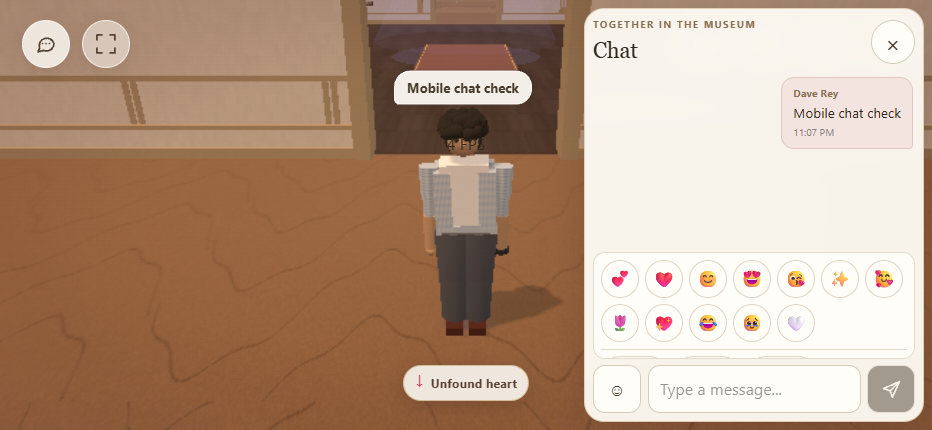 Mobile chat check
Unfound heart
TOGETHER IN THE MUSEUM
Chat
Dave Rey
Mobile chat check
11:07 PM
Type a message...